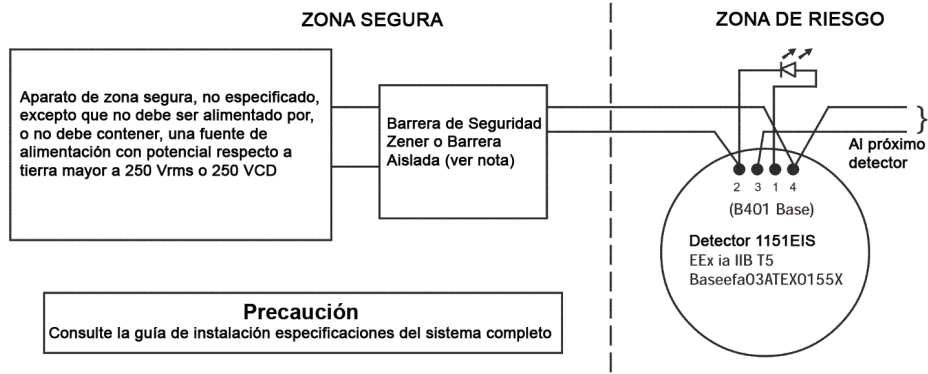 ZONA SEGURA
ZONA DE RIESGO
Aparato de zona segura, no especificado,
excepto que no debe ser alimentado por,
o no debe contener, una fuente de
alimentación con potencial respecto a
tierra mayor a 250 Vrms o 250 VCD
Barrera de Seguridad
Zener o Barrera
Aislada (ver nota)
Al próximo
detector
2 3 1 4
(B401 Base)
Detector 1151EIS
EEx ia IIB T5
Baseefa03ATEX0155X
Precaución
Consulte la guía de instalación especificaciones del sistema completo